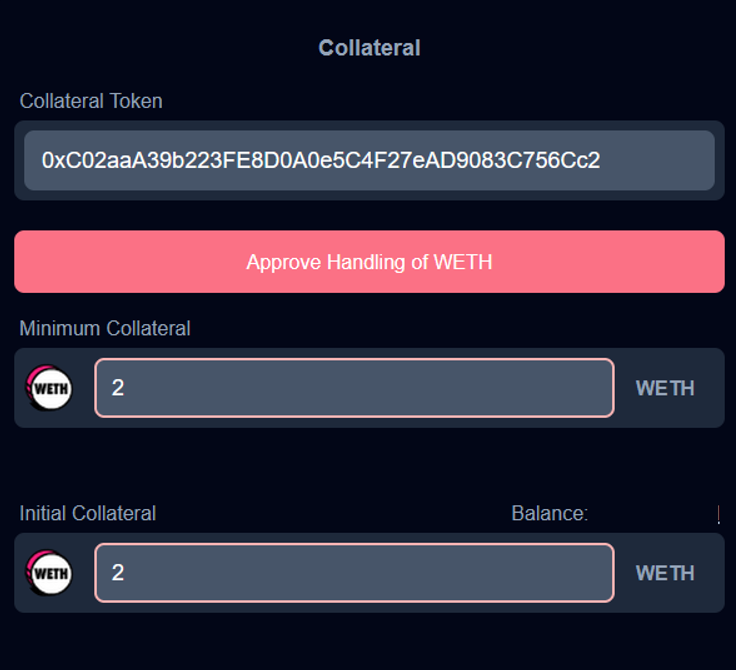 Collateral
Collateral Token
0xC02aaA39b223FE8D0A0e5C4F27eAD9083C756Cc2
Approve Handling of WETH
Minimum Collateral
WETH 2 WETH
Initial Collateral Balance:
WETH 2 WETH